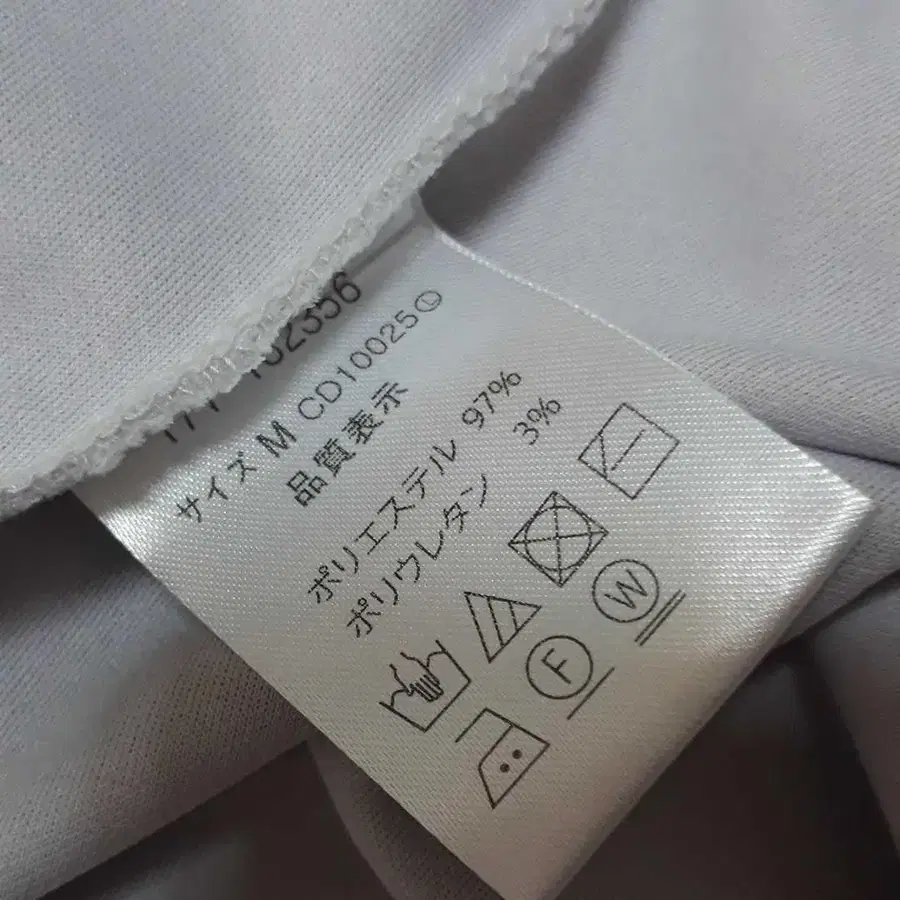 サイズ M CD10025Ⓛ
品質表示
ポリエステル 97%
ポリウレタン 3%
F
W